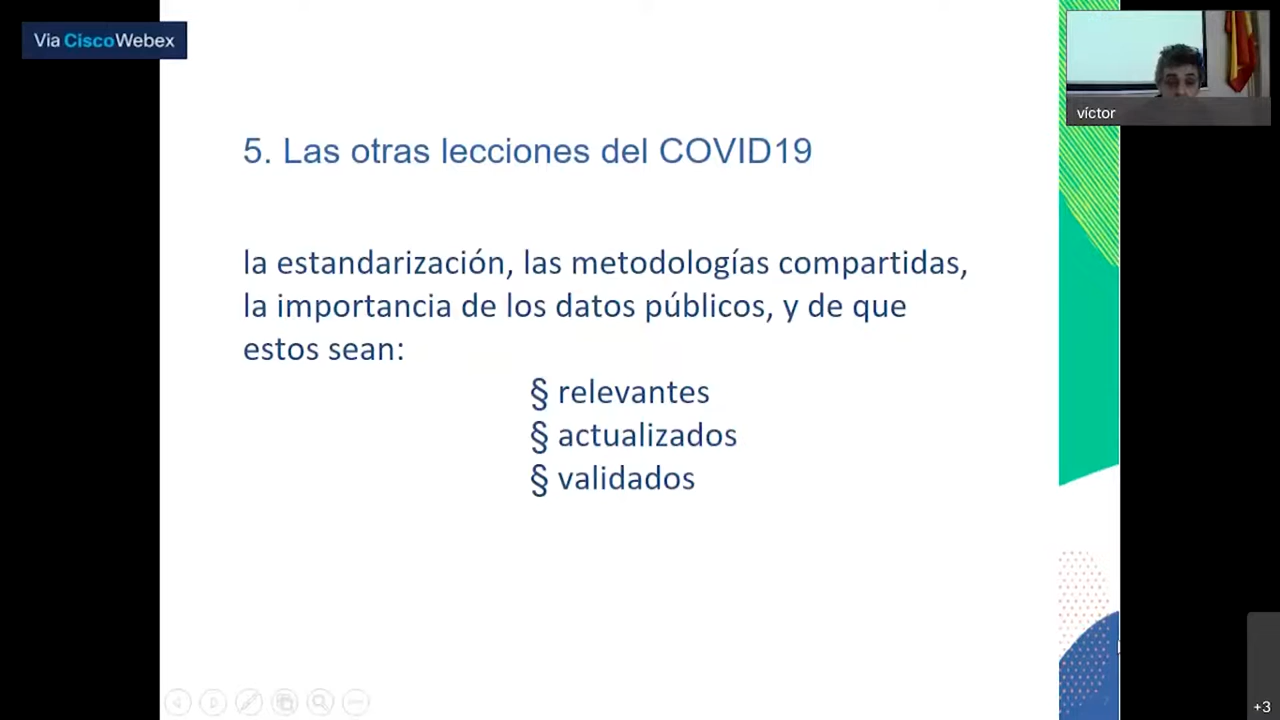 Via CiscoWebex
víctor
5. Las otras lecciones del COVID19
la estandarización, las metodologías compartidas,
la importancia de los datos públicos, y de que
estos sean:
§ relevantes
§ actualizados
§ validados
+3